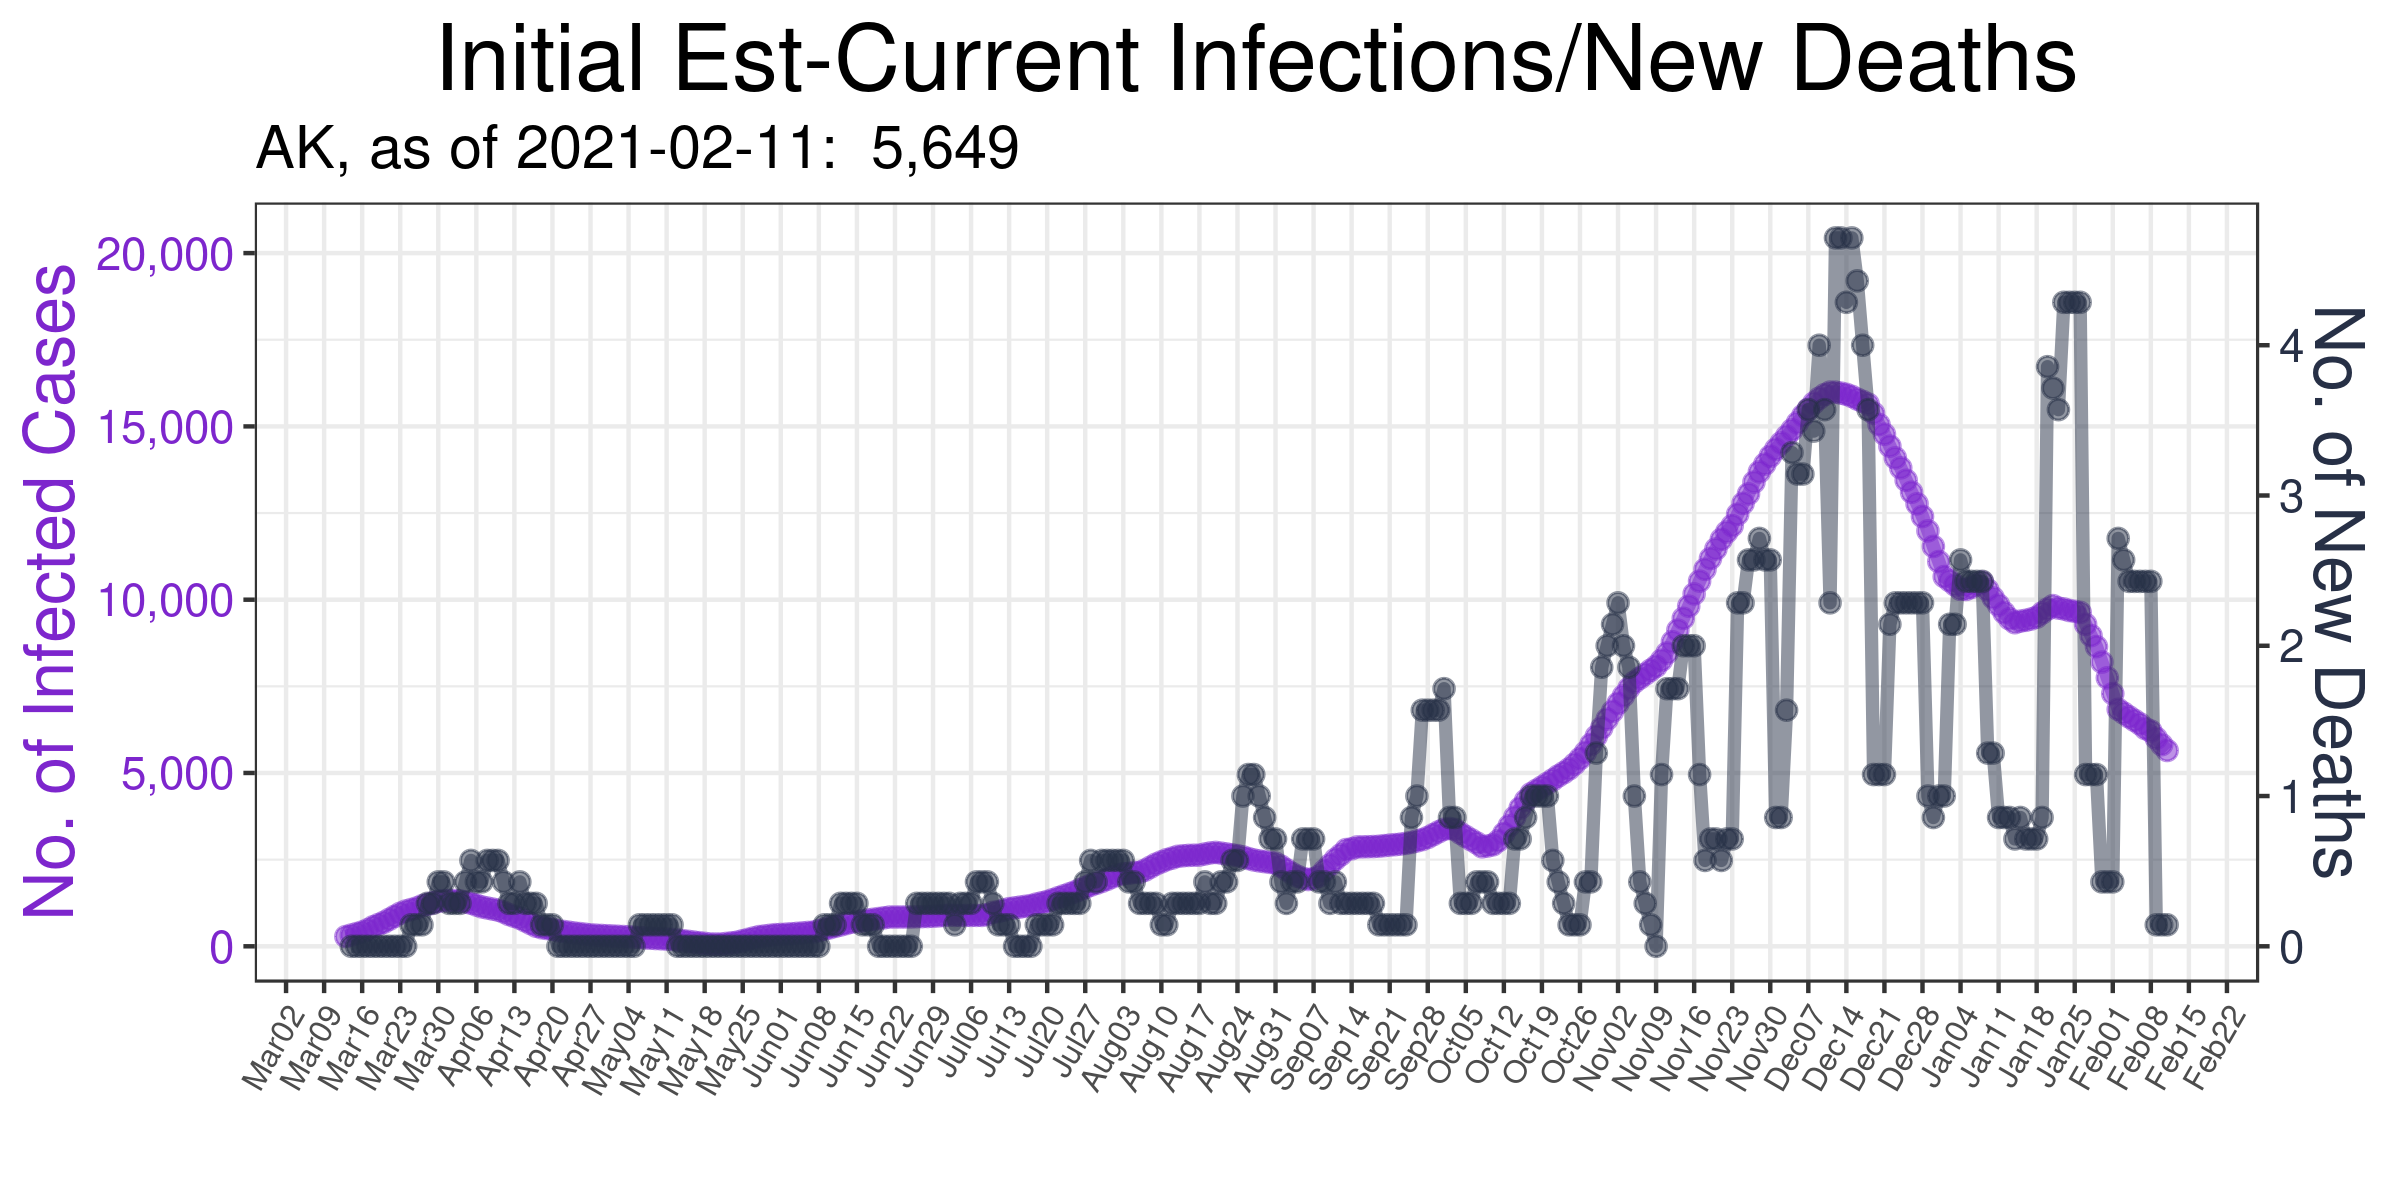 Initial Est-Current Infections/New Deaths
AK, as of 2021-02-11:  5,649
No. of Infected Cases
20,000
15,000
10,000
5,000
0
No. of New Deaths
4
3
2
1
0
Mar02 Mar09 Mar16 Mar23 Mar30 Apr06 Apr13 Apr20 Apr27 May04 May11 May18 May25 Jun01 Jun08 Jun15 Jun22 Jun29 Jul06 Jul13 Jul20 Jul27 Aug03 Aug10 Aug17 Aug24 Aug31 Sep07 Sep14 Sep21 Sep28 Oct05 Oct12 Oct19 Oct26 Nov02 Nov09 Nov16 Nov23 Nov30 Dec07 Dec14 Dec21 Dec28 Jan04 Jan11 Jan18 Jan25 Feb01 Feb08 Feb15 Feb22